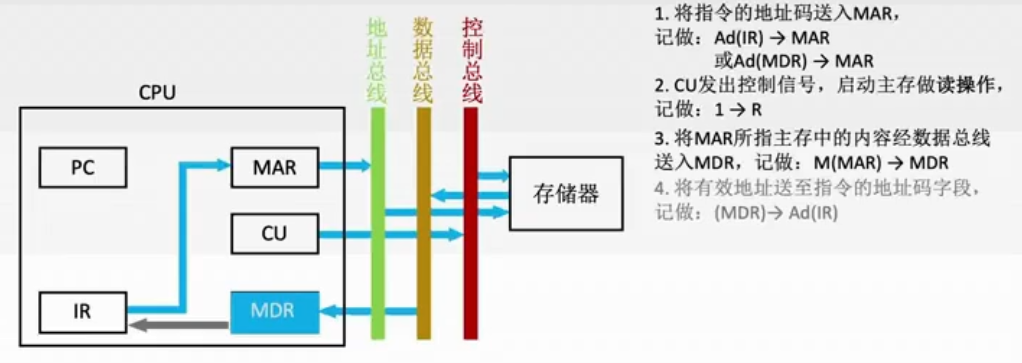 地址总线
数据总线
控制总线
CPU
PC
MAR
CU
IR
MDR
存储器
1. 将指令的地址码送入MAR，
记做：Ad(IR) → MAR
或Ad(MDR) → MAR
2. CU发出控制信号，启动主存做读操作，
记做：1 → R
3. 将MAR所指主存中的内容经数据总线
送入MDR，记做：M(MAR) → MDR
4. 将有效地址送至指令的地址码字段，
记做：(MDR)→ Ad(IR)